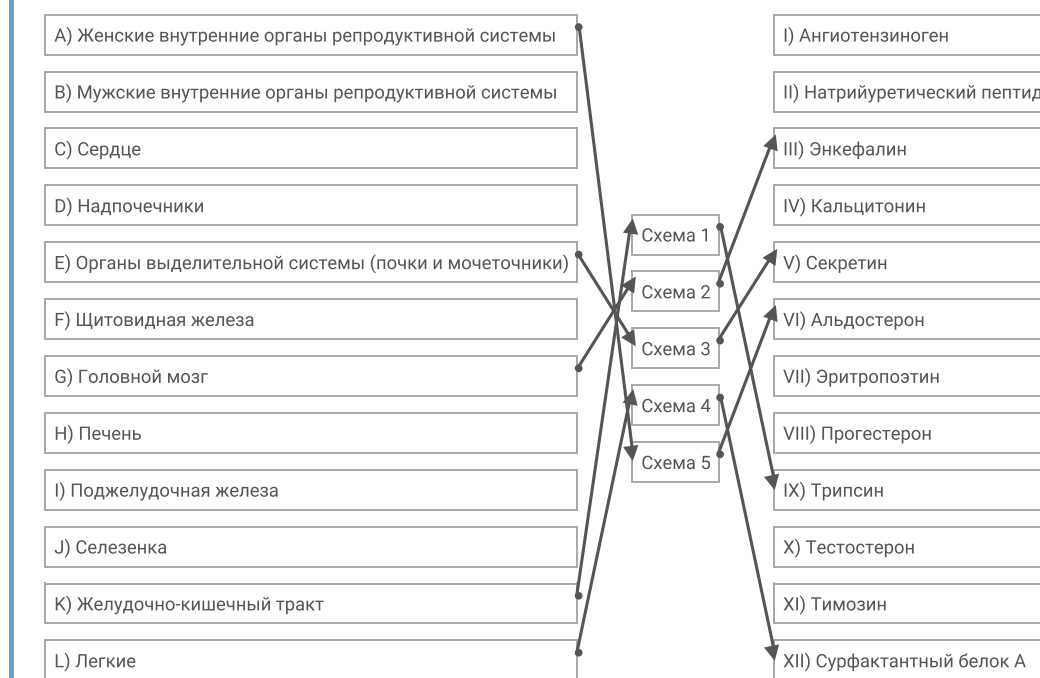 A) Женские внутренние органы репродуктивной системы
B) Мужские внутренние органы репродуктивной системы
C) Сердце
D) Надпочечники
E) Органы выделительной системы (почки и мочеточники)
F) Щитовидная железа
G) Головной мозг
H) Печень
I) Поджелудочная железа
J) Селезенка
K) Желудочно-кишечный тракт
L) Легкие
Схема 1
Схема 2
Схема 3
Схема 4
Схема 5
I) Ангиотензиноген
II) Натрийуретический пептид
III) Энкефалин
IV) Кальцитонин
V) Секретин
VI) Альдостерон
VII) Эритропоэтин
VIII) Прогестерон
IX) Трипсин
X) Тестостерон
XI) Тимозин
XII) Сурфактантный белок А